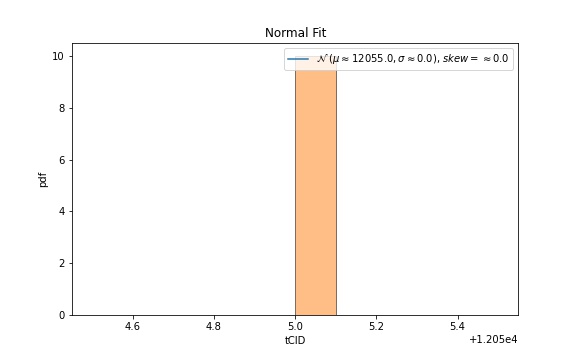 Normal Fit
𝒩(μ ≈ 12055.0, σ ≈ 0.0), skew = ≈0.0
pdf
10
8
6
4
2
0
4.6 4.8 5.0 5.2 5.4
tCID
+1.205e4